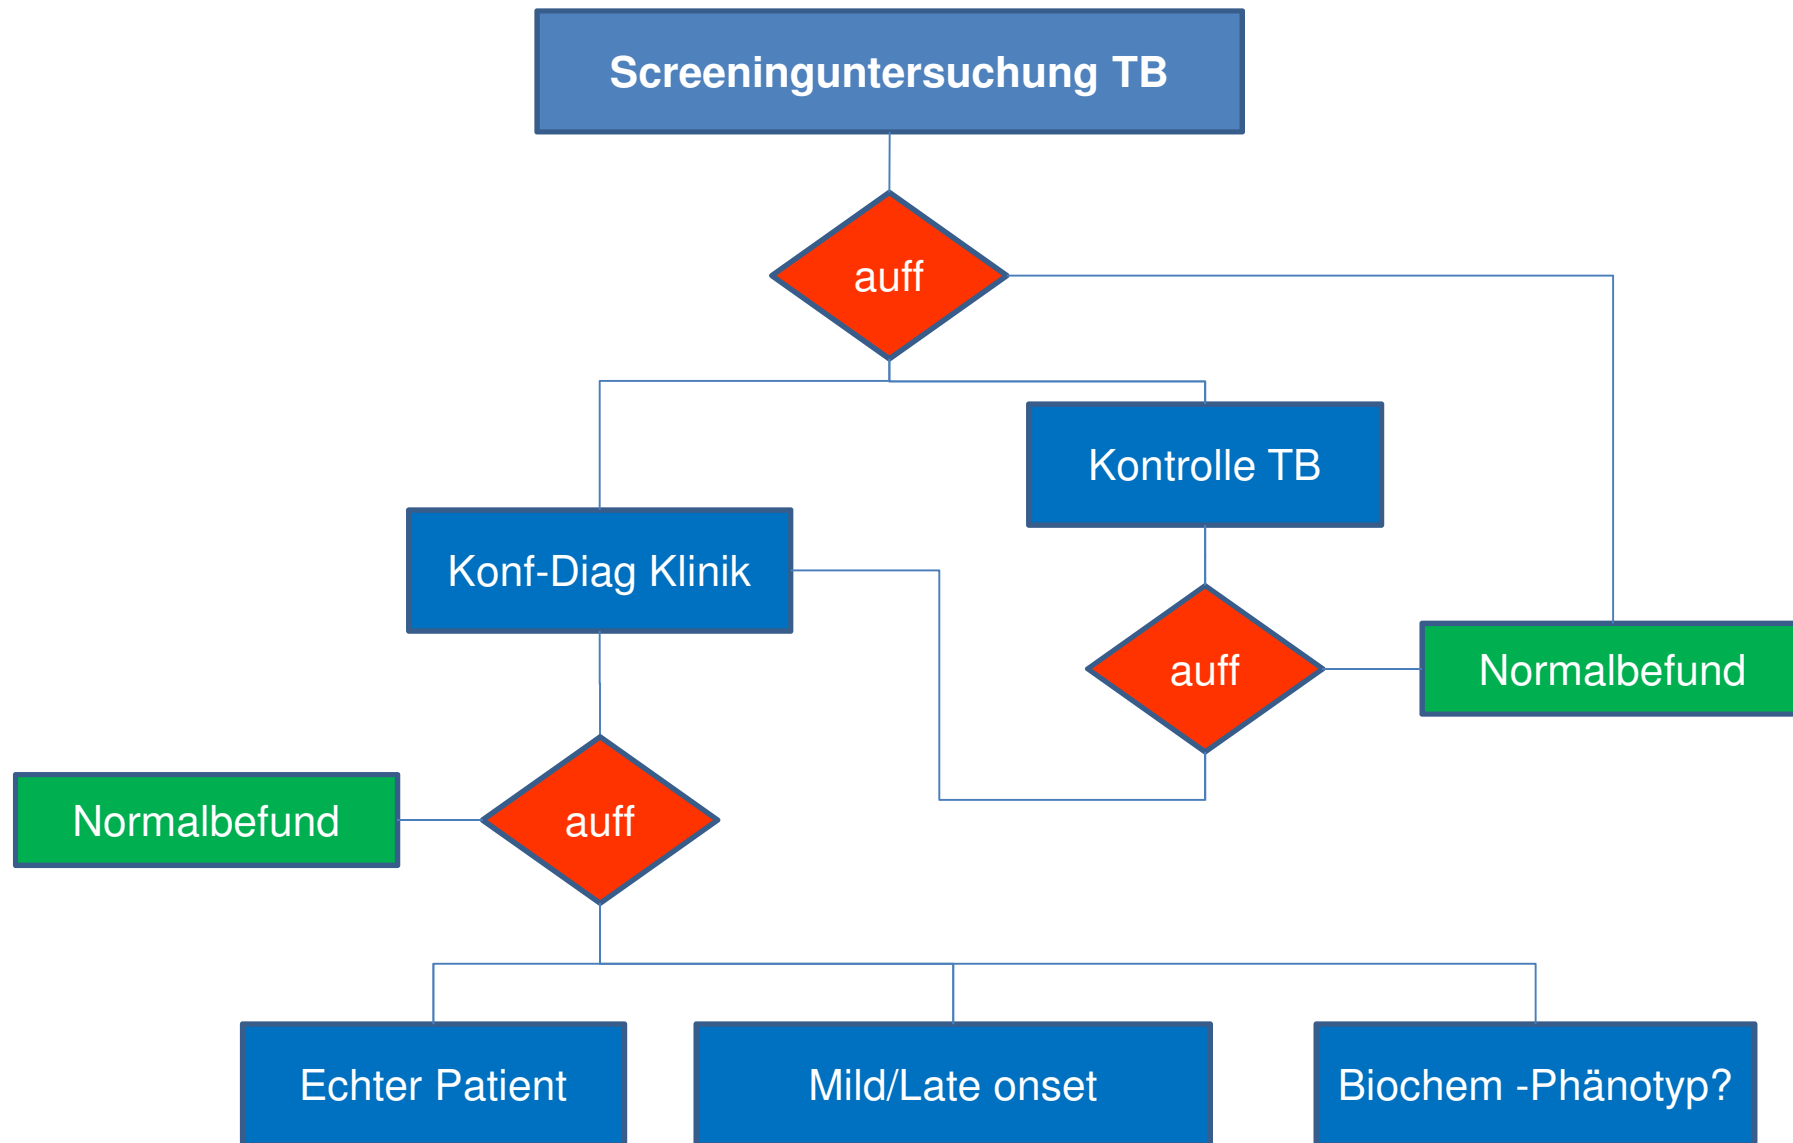 Screeninguntersuchung TB
auff
Kontrolle TB
Konf-Diag Klinik
auff
Normalbefund
Normalbefund
auff
Echter Patient
Mild/Late onset
Biochem -Phänotyp?